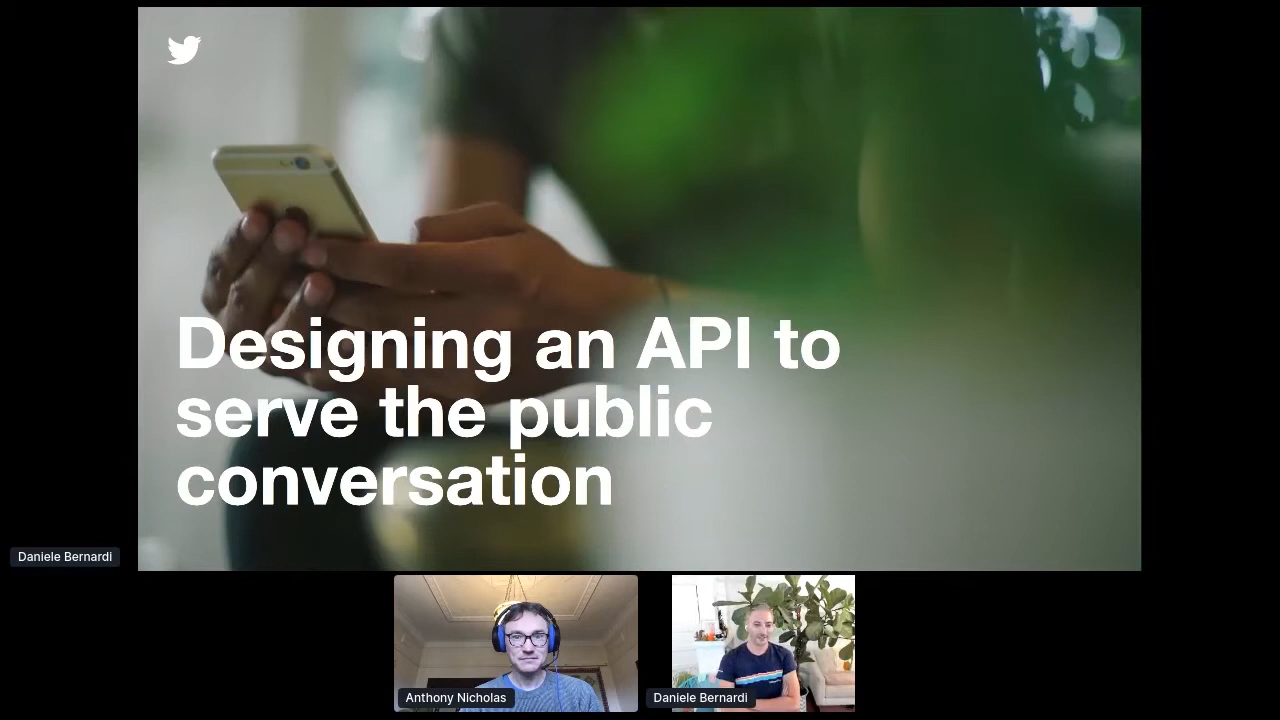 Designing an API to
serve the public
conversation
Daniele Bernardi
Anthony Nicholas
Daniele Bernardi